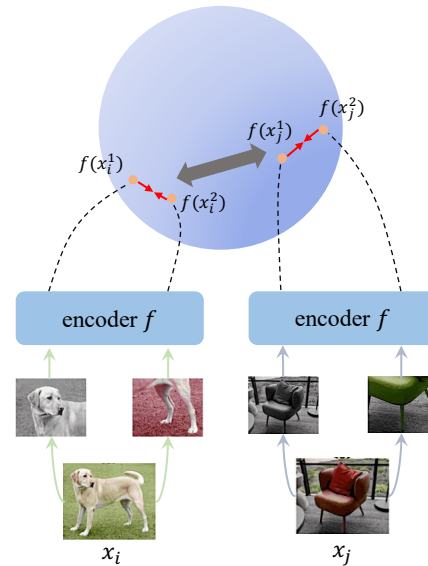 f(x_j^2)
f(x_j^1)
f(x_i^1)
f(x_i^2)
encoder f
encoder f
x_i
x_j